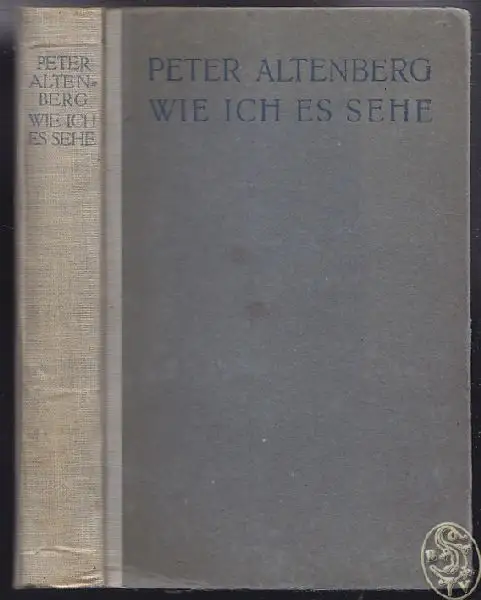 PETER
ALTEN-
BERG
WIE ICH
ES SEHE
PETER ALTENBERG
WIE ICH ES SEHE